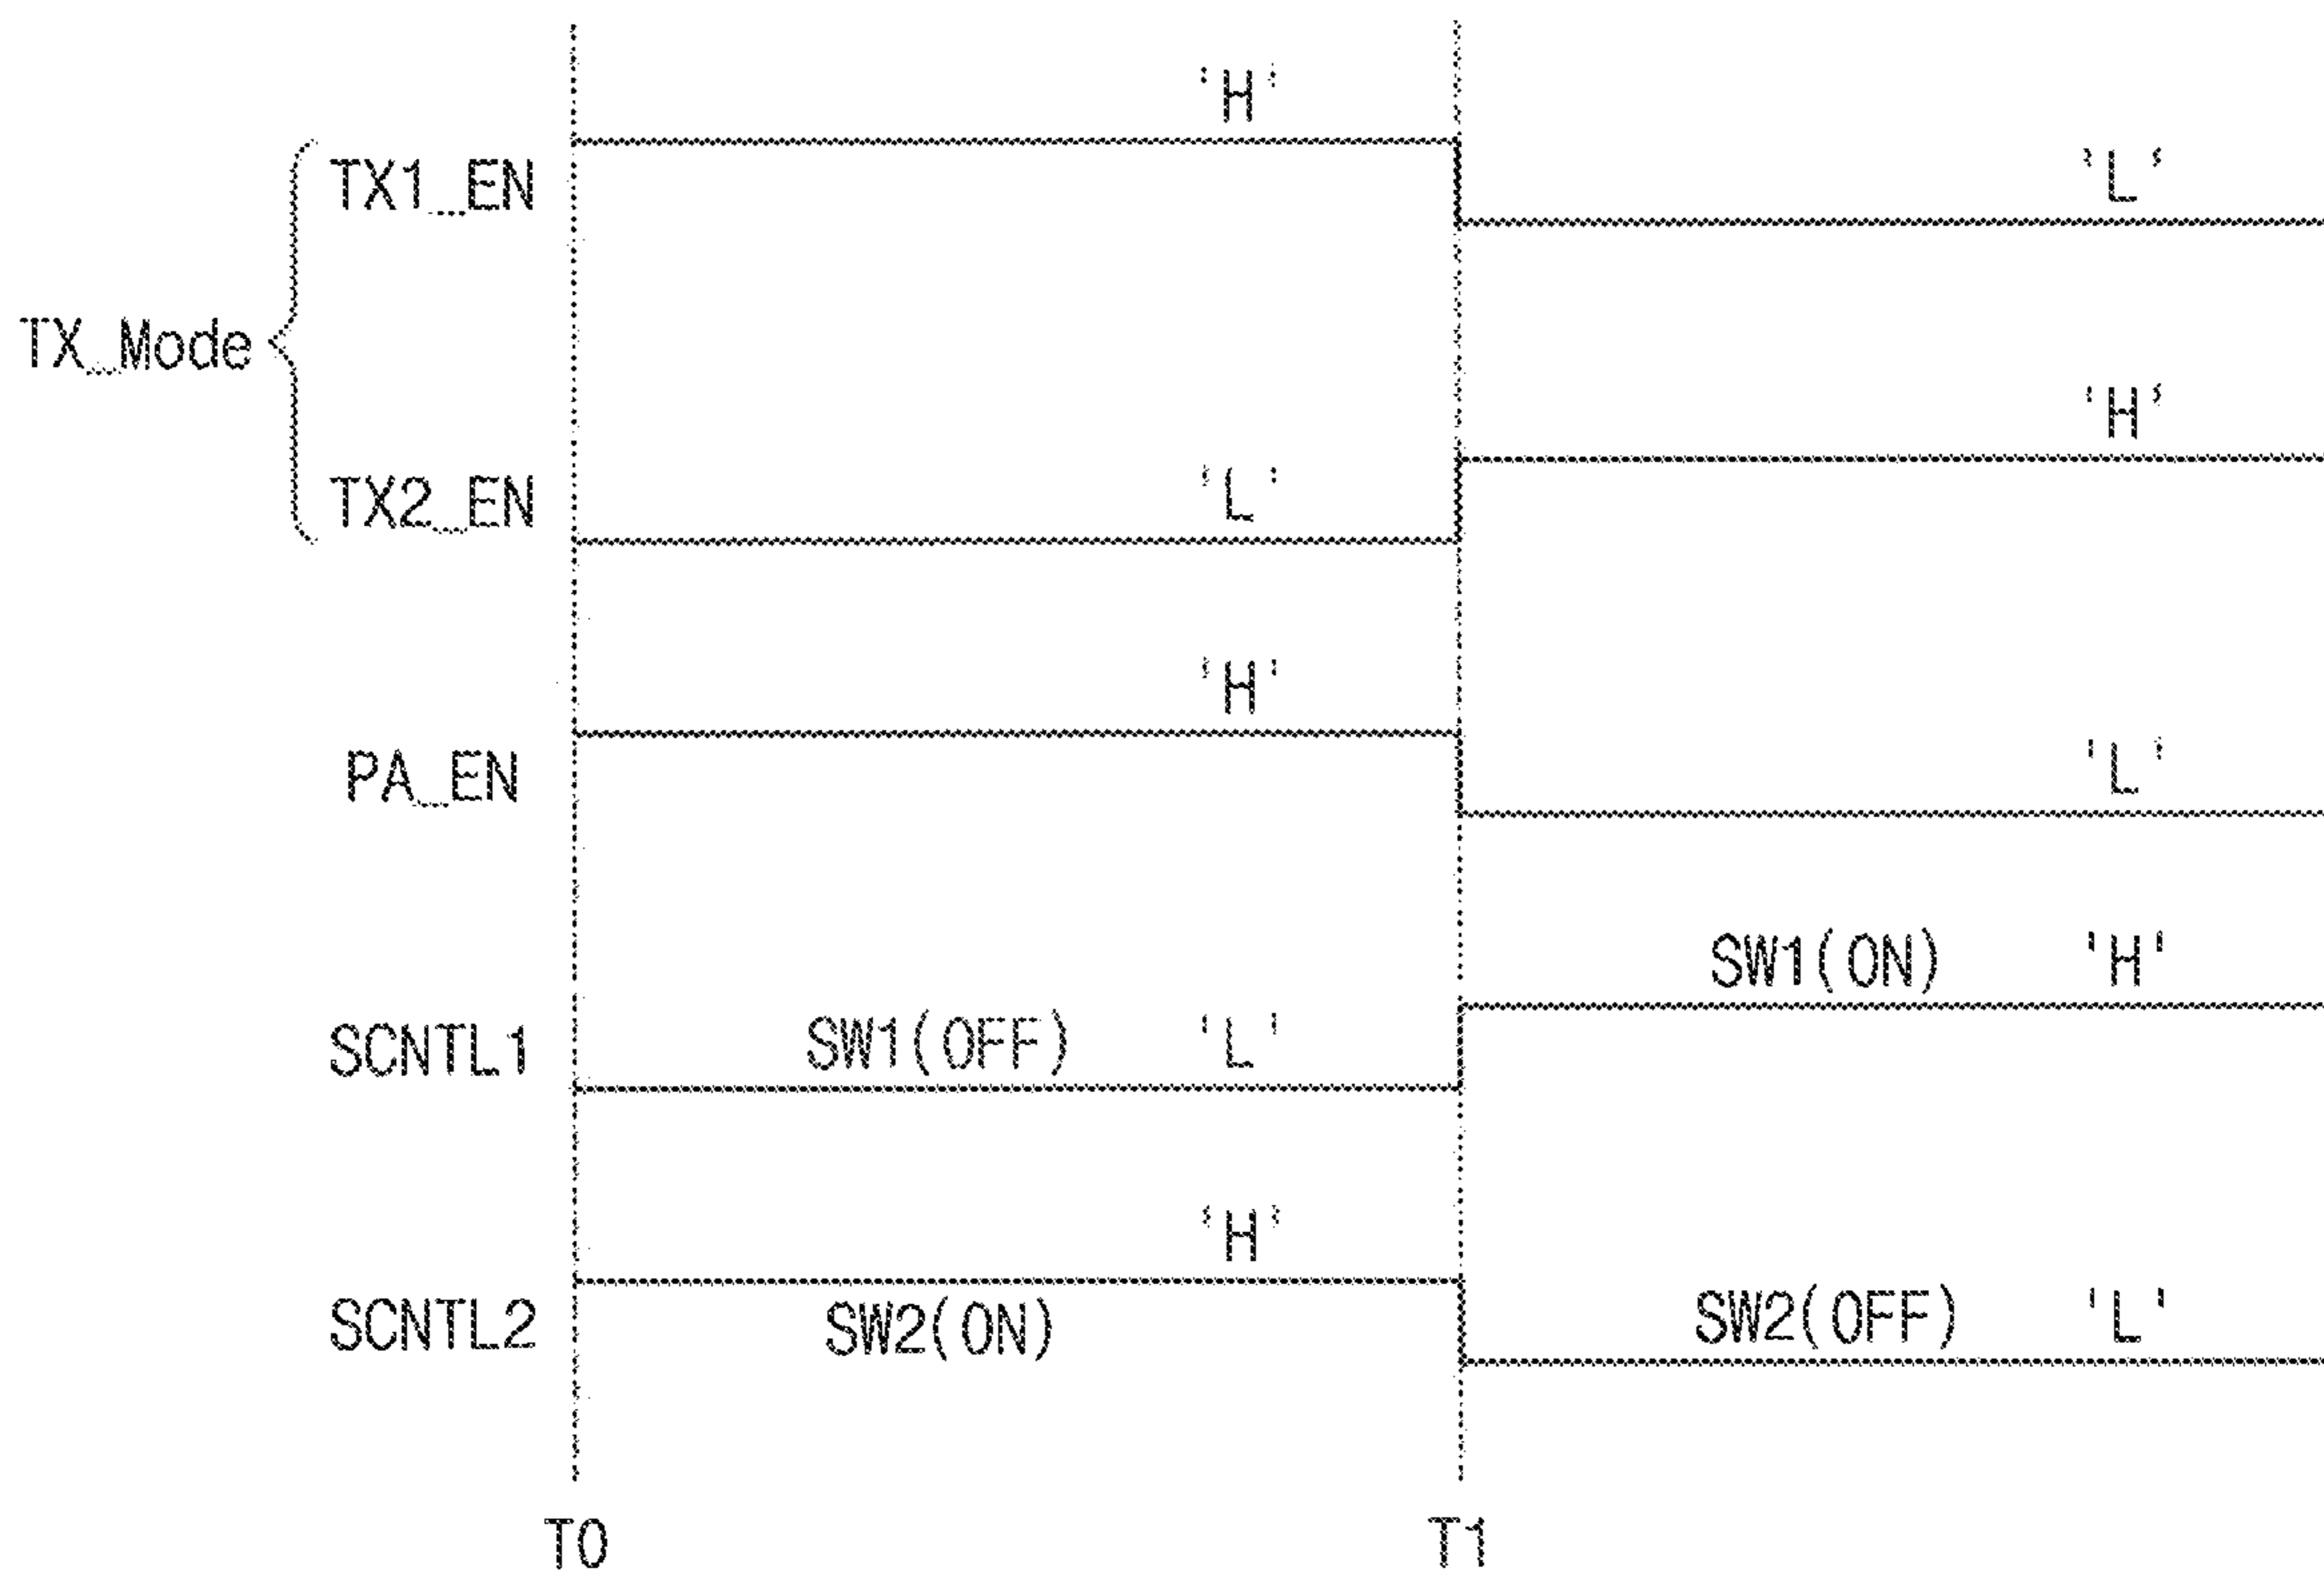 'H'
TX1_EN 'L'
TX_Mode
'H'
TX2_EN 'L'
'H'
PA_EN 'L'
SW1(ON) 'H'
SCNTL1 SW1(OFF) 'L'
'H'
SCNTL2 SW2(ON) SW2(OFF) 'L'
T0 T1